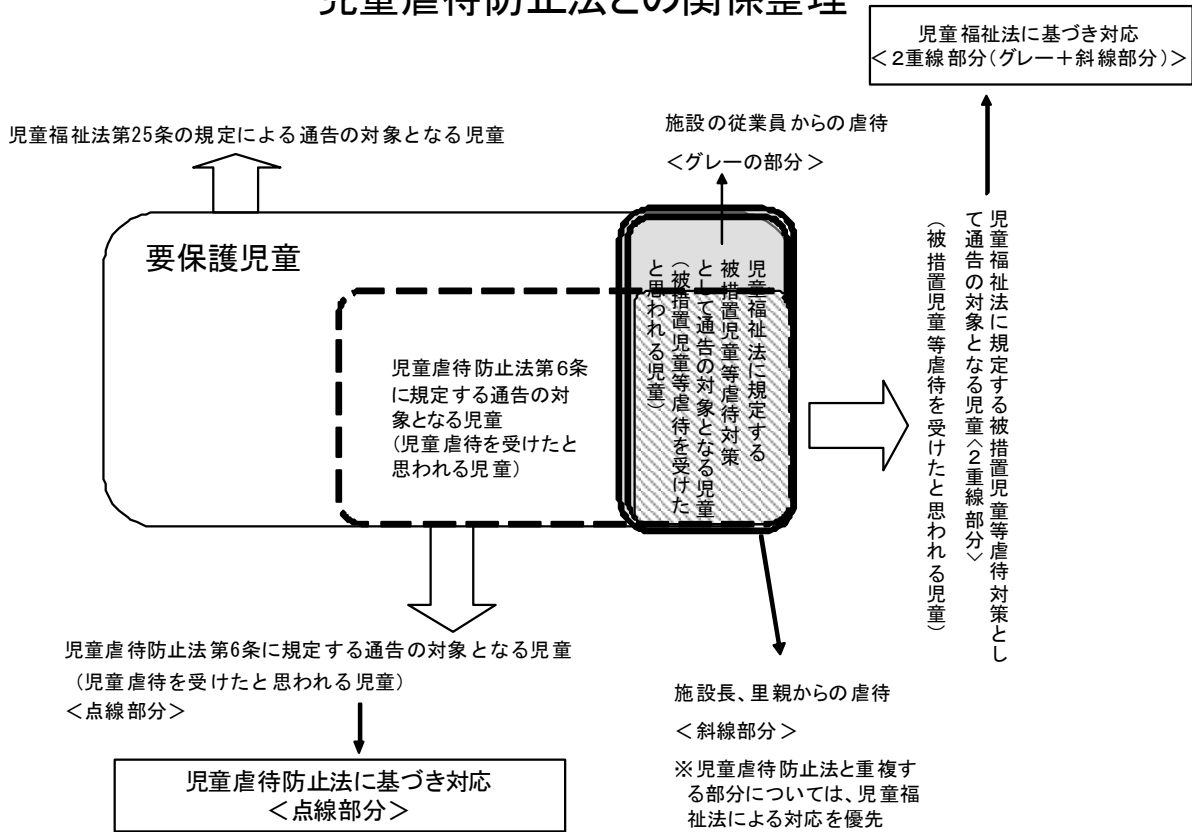 児童虐待防止法との関係整理
児童福祉法に基づき対応
＜2重線部分(グレー＋斜線部分)＞
児童福祉法第25条の規定による通告の対象となる児童
施設の従業員からの虐待
＜グレーの部分＞
要保護児童
児童虐待防止法第6条
に規定する通告の対
象となる児童
(児童虐待を受けたと
思われる児童)
児童福祉法に規定する
被措置児童等虐待対策
として通告の対象となる児童
(被措置児童等虐待を受けた
と思われる児童)
児童福祉法に規定する被措置児童等虐待対策とし
て通告の対象となる児童＜2重線部分＞
(被措置児童等虐待を受けたと思われる児童)
児童虐待防止法第6条に規定する通告の対象となる児童
(児童虐待を受けたと思われる児童)
＜点線部分＞
児童虐待防止法に基づき対応
＜点線部分＞
施設長、里親からの虐待
＜斜線部分＞
※児童虐待防止法と重複す
る部分については、児童福
祉法による対応を優先